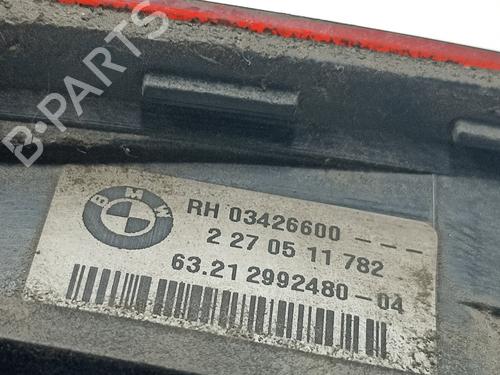 B-PARTS
BMW
RH 03426600 ---
2 27 05 11 782
63.21 2992480-04